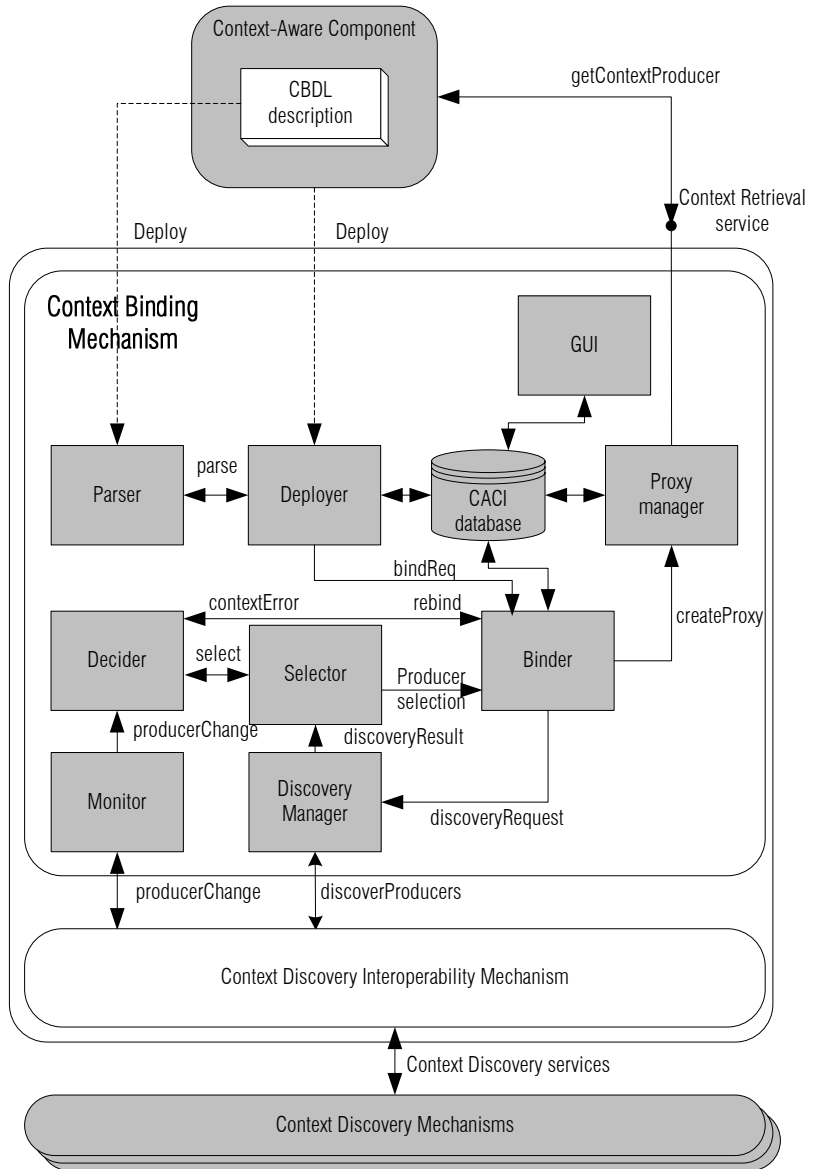 Context-Aware Component
CBDL
description
getContextProducer
Context Retrieval
service
Deploy
Deploy
Context Binding
Mechanism
GUI
Parser
parse
Deployer
CACI
database
Proxy
manager
bindReq
contextError
rebind
createProxy
Decider
select
Selector
Producer
selection
Binder
producerChange
discoveryResult
Monitor
Discovery
Manager
discoveryRequest
producerChange
discoverProducers
Context Discovery Interoperability Mechanism
Context Discovery services
Context Discovery Mechanisms